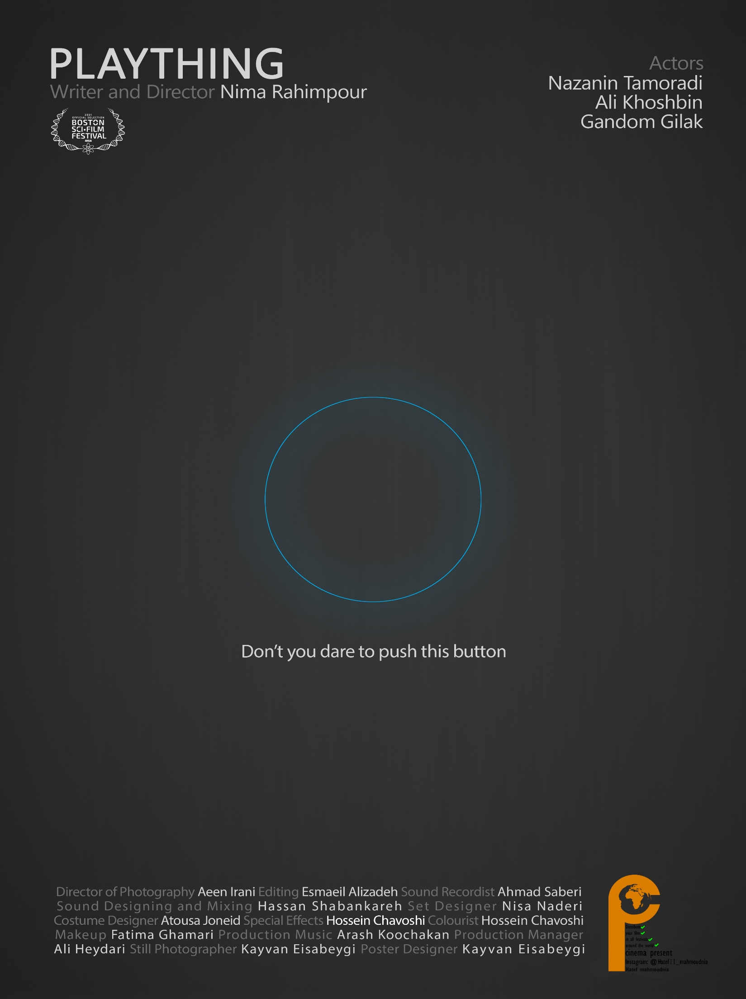 PLAYTHING
Writer and Director Nima Rahimpour
2021
OFFICIAL SELECTION
BOSTON
SCI•FILM
FESTIVAL
Actors
Nazanin Tamoradi
Ali Khoshbin
Gandom Gilak
Don’t you dare to push this button
Director of Photography Aeen Irani Editing Esmaeil Alizadeh Sound Recordist Ahmad Saberi
Sound Designing and Mixing Hassan Shabankareh Set Designer Nisa Naderi
Costume Designer Atousa Joneid Special Effects Hossein Chavoshi Colourist Hossein Chavoshi
Makeup Fatima Ghamari Production Music Arash Koochakan Production Manager
Ali Heydari Still Photographer Kayvan Eisabeygi Poster Designer Kayvan Eisabeygi
Distribute
your film
in all festivals
around the world
cinema present
Instagram: @Hatef11_mahmoudnia
Hatef mahmoudnia